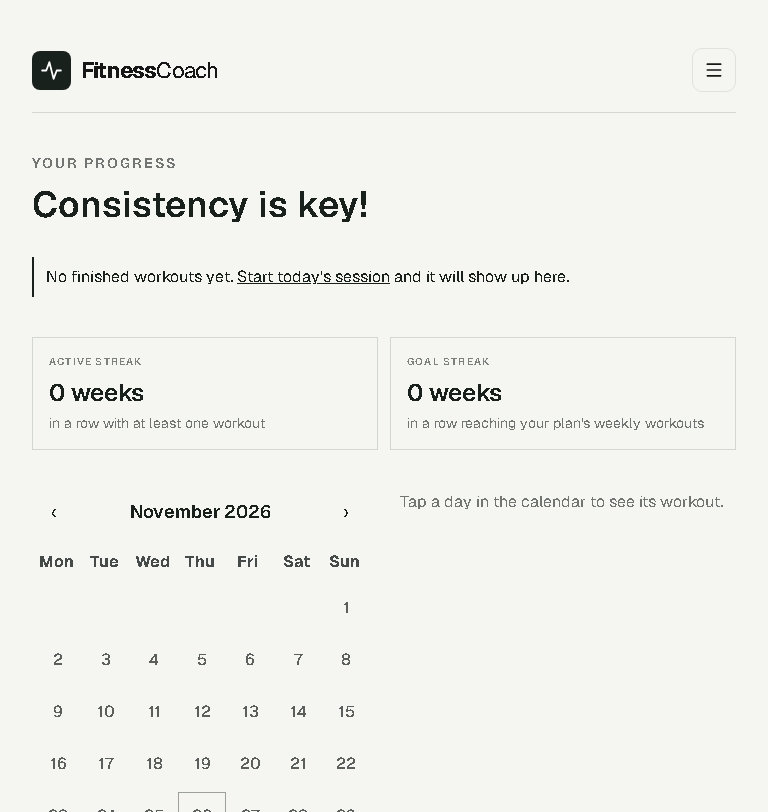 FitnessCoach
YOUR PROGRESS
Consistency is key!
No finished workouts yet. Start today's session and it will show up here.
ACTIVE STREAK
0 weeks
in a row with at least one workout
GOAL STREAK
0 weeks
in a row reaching your plan's weekly workouts
‹ November 2026 ›
Mon Tue Wed Thu Fri Sat Sun
1
2 3 4 5 6 7 8
9 10 11 12 13 14 15
16 17 18 19 20 21 22
Tap a day in the calendar to see its workout.